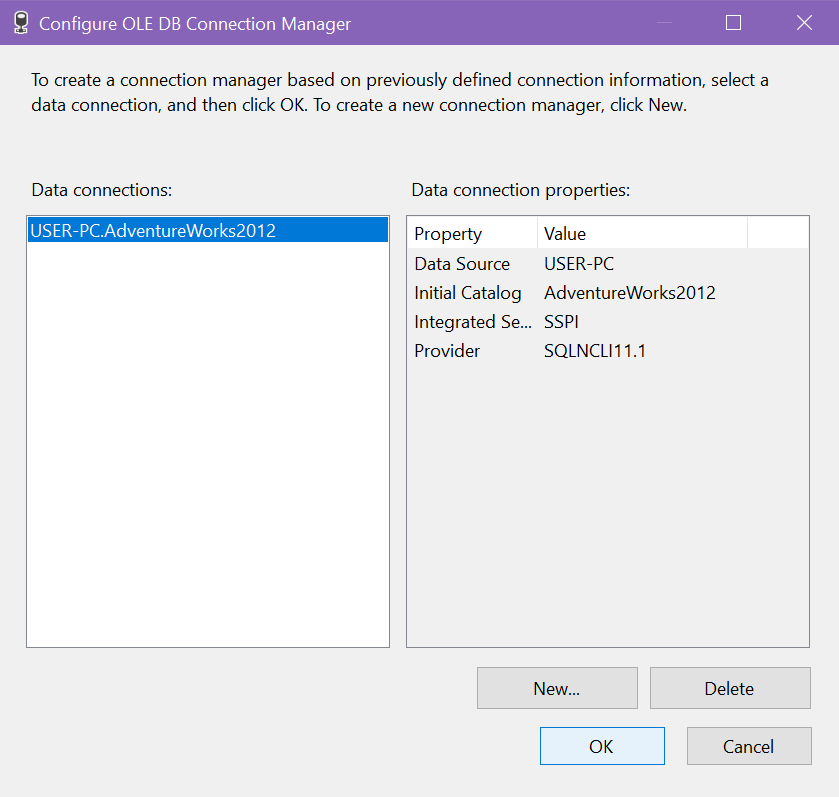 Configure OLE DB Connection Manager
To create a connection manager based on previously defined connection information, select a
data connection, and then click OK. To create a new connection manager, click New.
Data connections:
USER-PC.AdventureWorks2012
Data connection properties:
Property Value
Data Source USER-PC
Initial Catalog AdventureWorks2012
Integrated Se... SSPI
Provider SQLNCLI11.1
New... Delete
OK Cancel